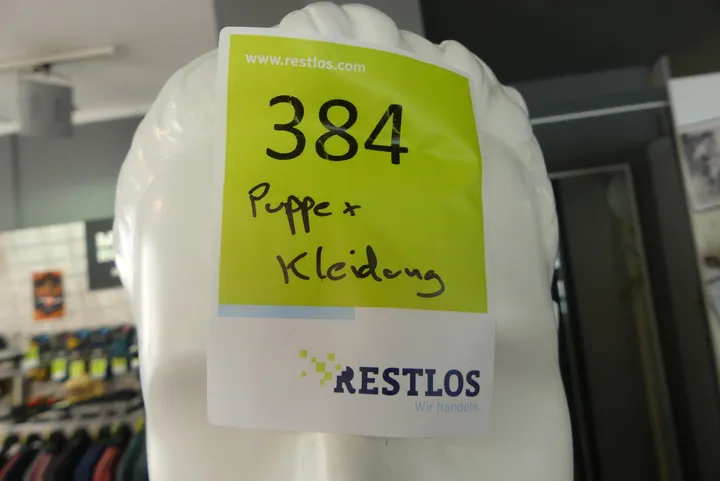 www.restlos.com
384
Puppe +
Kleidung
RESTLOS
Wir handeln.